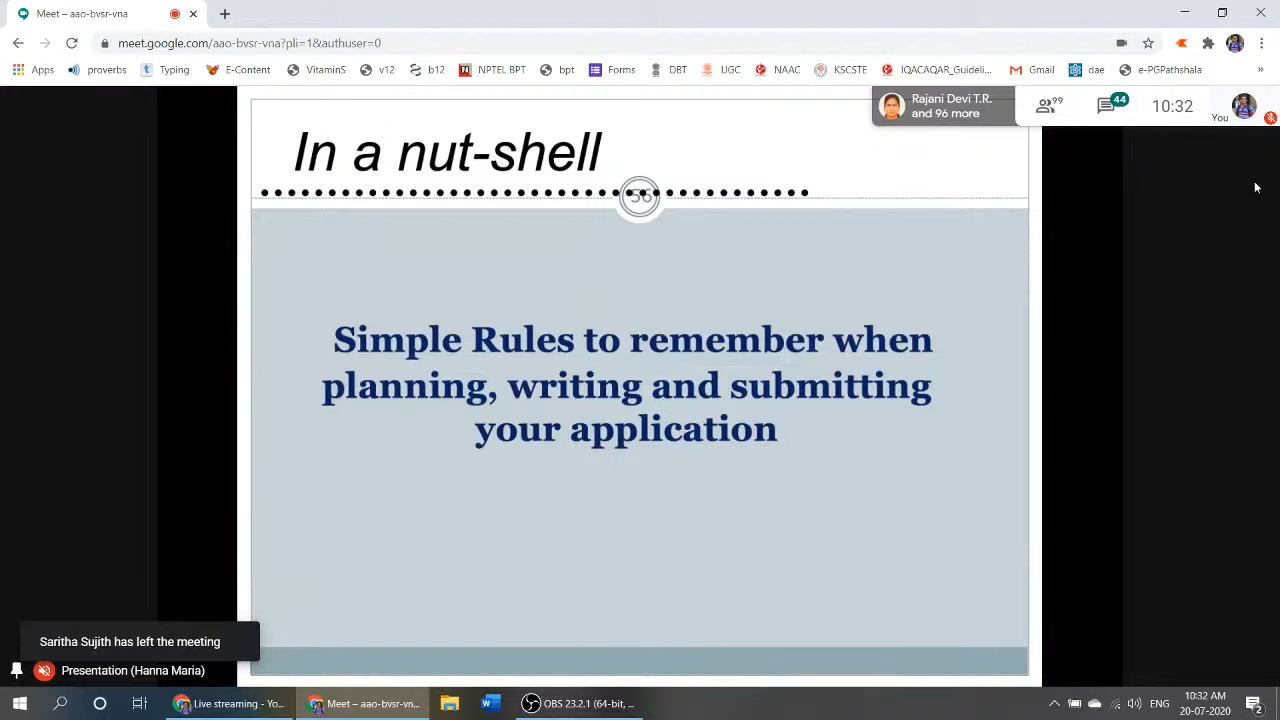 Meet – aao-bvsr-vna
meet.google.com/aao-bvsr-vna?pli=1&authuser=0
Apps proverbs Typing E-Content VitaminS v12 b12 NPTEL BPT bpt Forms DBT UGC NAAC KSCSTE IQACAQAR_Guideli... Gmail dae e-PGPathshala »
Rajani Devi T.R.
and 96 more
99
44
10:32
You
In a nut-shell
56
Simple Rules to remember when
planning, writing and submitting
your application
Saritha Sujith has left the meeting
Presentation (Hanna Maria)
Live streaming - Yo...
Meet – aao-bvsr-vn...
OBS 23.2.1 (64-bit, ...
ENG
10:32 AM
20-07-2020
2